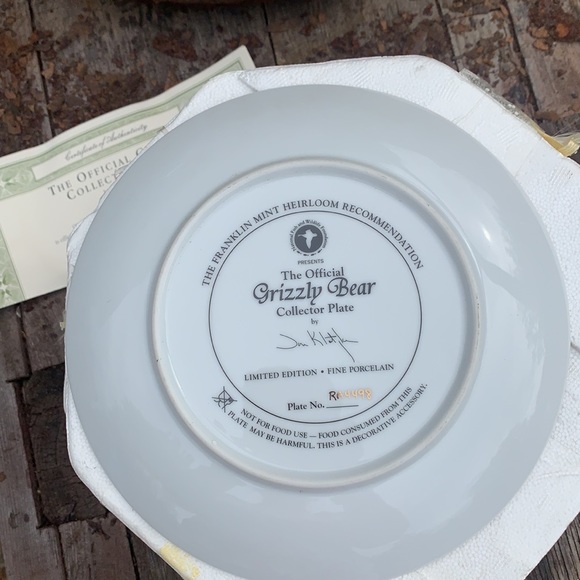 Certificate of Authenticity
THE OFFICIAL
COLLECT
THE FRANKLIN MINT HEIRLOOM RECOMMENDATION
PRESENTS
The Official
Grizzly Bear
Collector Plate
by
LIMITED EDITION • FINE PORCELAIN
Plate No.
NOT FOR FOOD USE — FOOD CONSUMED FROM THIS
PLATE MAY BE HARMFUL. THIS IS A DECORATIVE ACCESSORY.